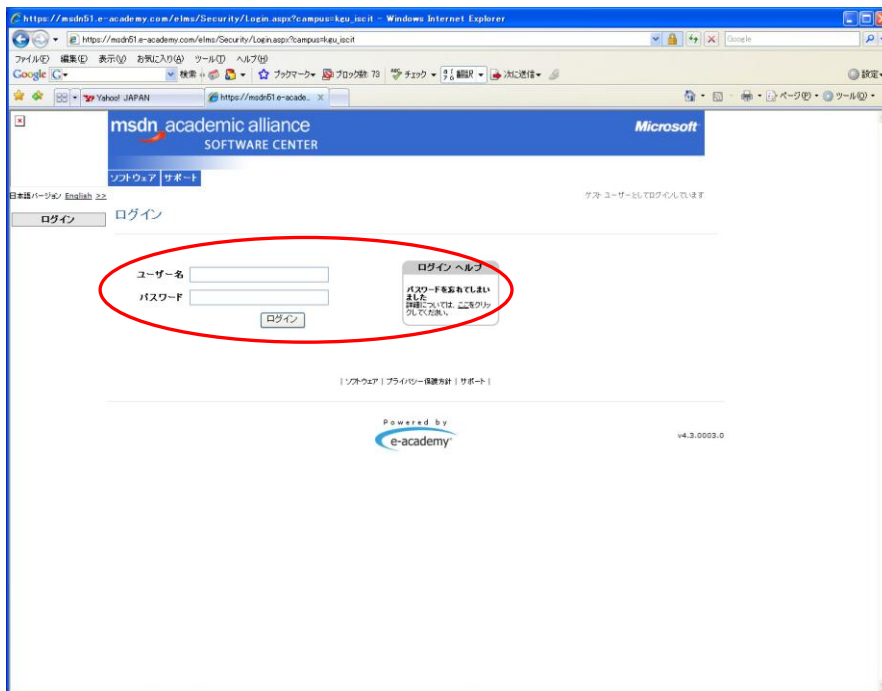 https://msdn51.e-academy.com/elms/Security/Login.aspx?campus=kgu_iscit - Windows Internet Explorer
https://msdn51.e-academy.com/elms/Security/Login.aspx?campus=kgu_iscit
Google
ファイル(F) 編集(E) 表示(V) お気に入り(A) ツール(T) ヘルプ(H)
Google G 検索 ブックマーク ブロック数: 73 チェック 翻訳 次に送信 設定
Yahoo! JAPAN https://msdn51.e-acade.. X ページ(P) ツール(O)
msdn academic alliance
SOFTWARE CENTER
Microsoft
ソフトウェア サポート
日本語バージョン English >>
ゲスト ユーザーとしてログインしています
ログイン
ログイン
ログイン ヘルプ
ユーザー名
パスワード
パスワードを忘れてしまい
ました
詳細については、ここをクリッ
クしてください。
ログイン
| ソフトウェア | プライバシー保護方針 | サポート |
Powered by
e-academy
v4.3.0003.0